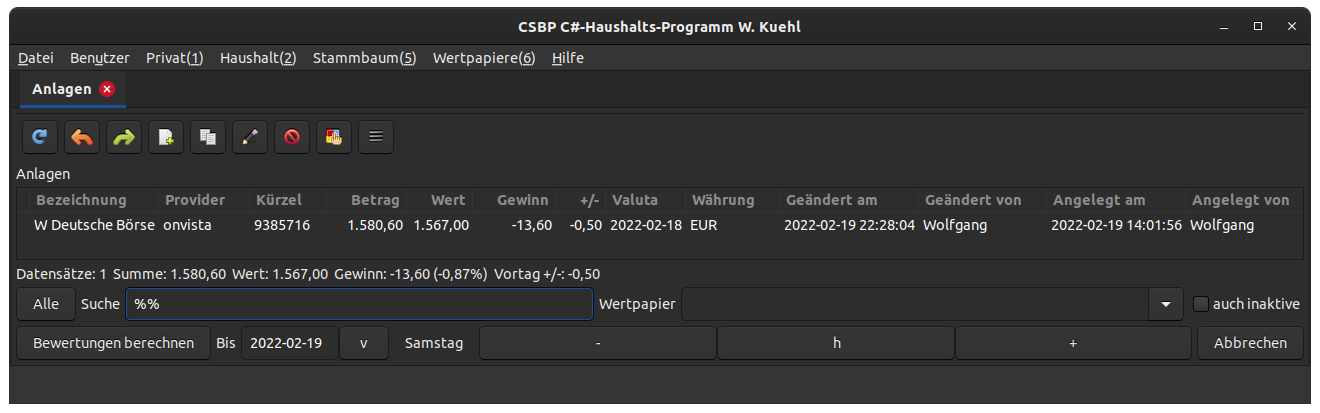 CSBP C#-Haushalts-Programm W. Kuehl
Datei Benutzer Privat(1) Haushalt(2) Stammbaum(5) Wertpapiere(6) Hilfe
Anlagen
Anlagen
Bezeichnung Provider Kürzel Betrag Wert Gewinn +/- Valuta Währung Geändert am Geändert von Angelegt am Angelegt von
W Deutsche Börse onvista 9385716 1.580,60 1.567,00 -13,60 -0,50 2022-02-18 EUR 2022-02-19 22:28:04 Wolfgang 2022-02-19 14:01:56 Wolfgang
Datensätze: 1 Summe: 1.580,60 Wert: 1.567,00 Gewinn: -13,60 (-0,87%) Vortag +/-: -0,50
Alle Suche %% Wertpapier auch inaktive
Bewertungen berechnen Bis 2022-02-19 v Samstag - h + Abbrechen